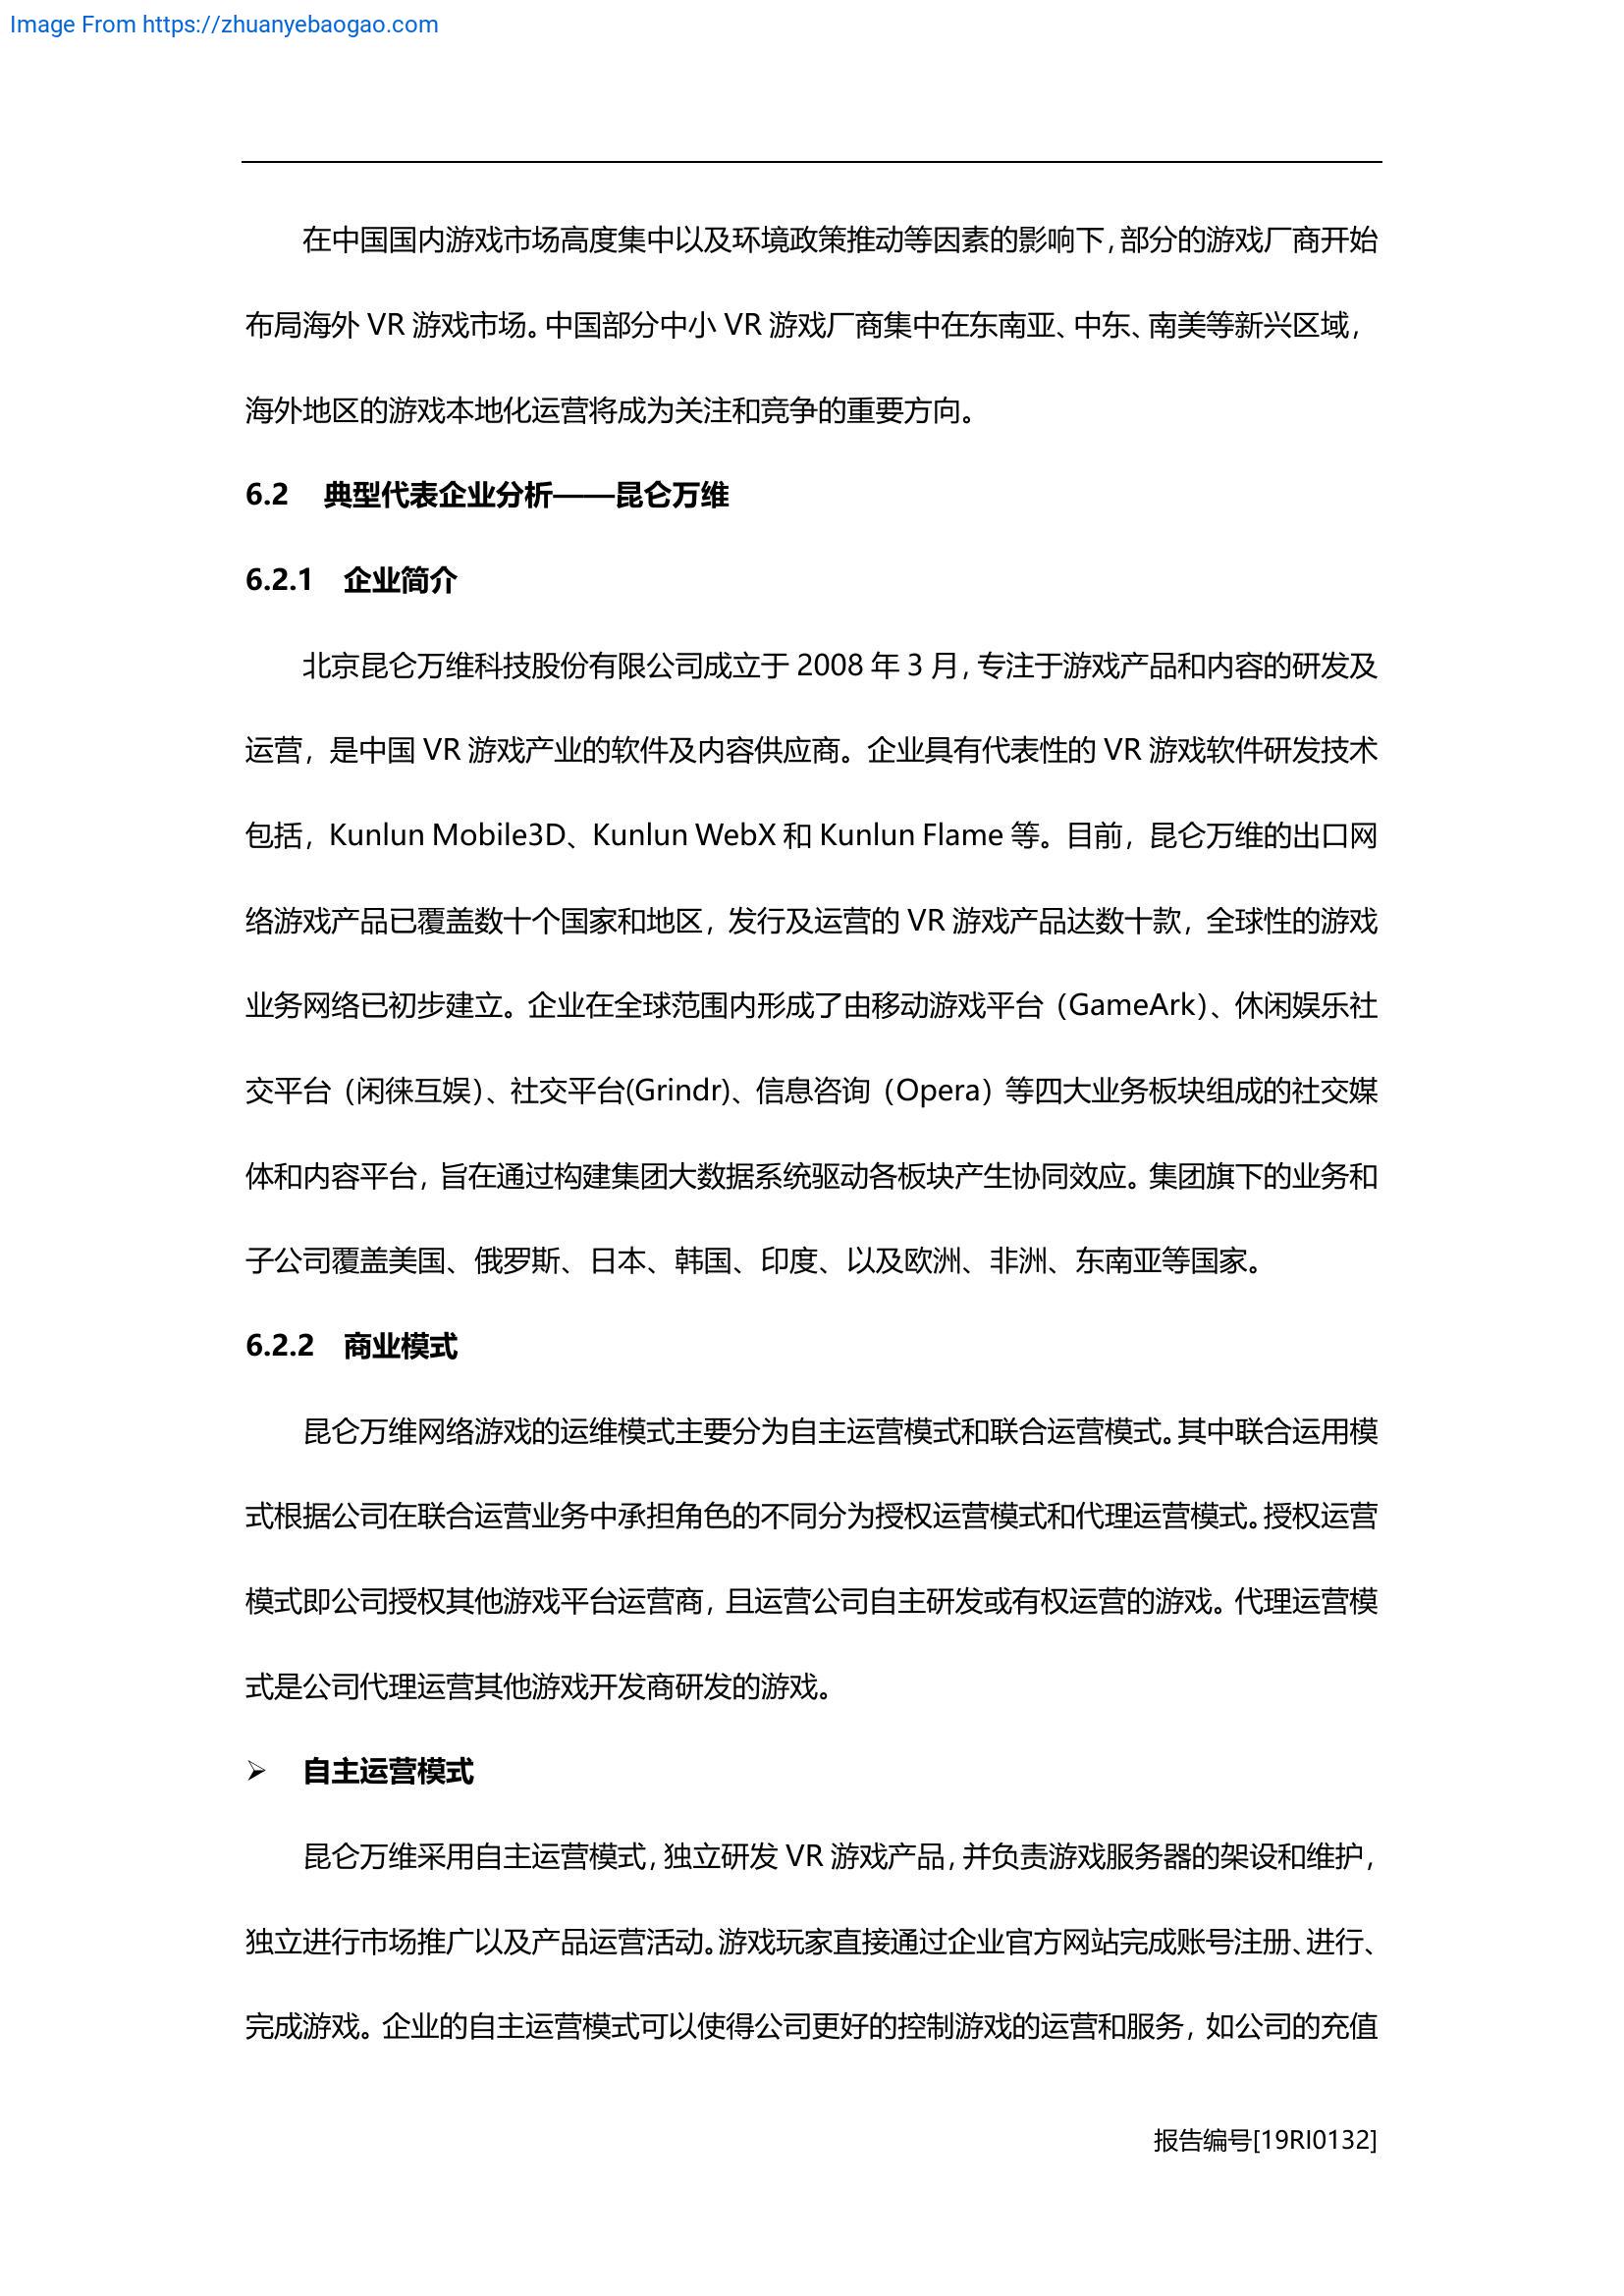 Image From https://zhuanyebaogao.com
在中国国内游戏市场高度集中以及环境政策推动等因素的影响下，部分的游戏厂商开始
布局海外 VR 游戏市场。中国部分中小 VR 游戏厂商集中在东南亚、中东、南美等新兴区域，
海外地区的游戏本地化运营将成为关注和竞争的重要方向。
6.2 典型代表企业分析——昆仑万维
6.2.1 企业简介
北京昆仑万维科技股份有限公司成立于 2008 年 3 月，专注于游戏产品和内容的研发及
运营，是中国 VR 游戏产业的软件及内容供应商。企业具有代表性的 VR 游戏软件研发技术
包括，Kunlun Mobile3D、Kunlun WebX 和 Kunlun Flame 等。目前，昆仑万维的出口网
络游戏产品已覆盖数十个国家和地区，发行及运营的 VR 游戏产品达数十款，全球性的游戏
业务网络已初步建立。企业在全球范围内形成了由移动游戏平台（GameArk）、休闲娱乐社
交平台（闲徕互娱）、社交平台(Grindr)、信息咨询（Opera）等四大业务板块组成的社交媒
体和内容平台，旨在通过构建集团大数据系统驱动各板块产生协同效应。集团旗下的业务和
子公司覆盖美国、俄罗斯、日本、韩国、印度、以及欧洲、非洲、东南亚等国家。
6.2.2 商业模式
昆仑万维网络游戏的运维模式主要分为自主运营模式和联合运营模式。其中联合运用模
式根据公司在联合运营业务中承担角色的不同分为授权运营模式和代理运营模式。授权运营
模式即公司授权其他游戏平台运营商，且运营公司自主研发或有权运营的游戏。代理运营模
式是公司代理运营其他游戏开发商研发的游戏。
➢ 自主运营模式
昆仑万维采用自主运营模式，独立研发 VR 游戏产品，并负责游戏服务器的架设和维护，
独立进行市场推广以及产品运营活动。游戏玩家直接通过企业官方网站完成账号注册、进行、
完成游戏。企业的自主运营模式可以使得公司更好的控制游戏的运营和服务，如公司的充值
报告编号[19RI0132]